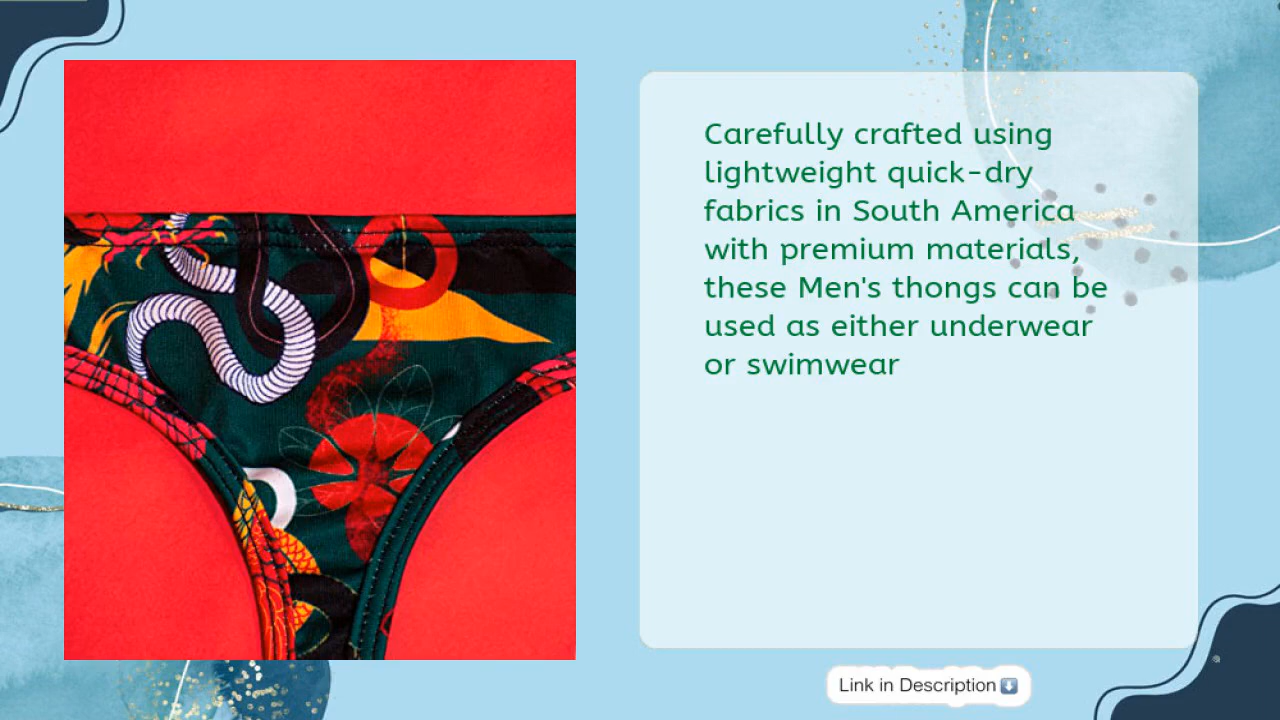 Carefully crafted using
lightweight quick-dry
fabrics in South America
with premium materials,
these Men's thongs can be
used as either underwear
or swimwear
Link in Description⬇️